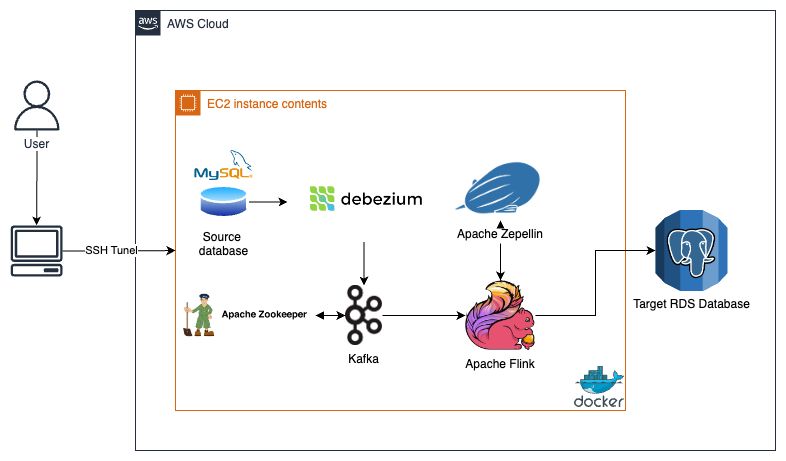 aws
AWS Cloud
EC2 instance contents
User
MySQL
debezium
Source
database
Apache Zepellin
SSH Tunel
Target RDS Database
Apache Zookeeper
Kafka
Apache Flink
docker